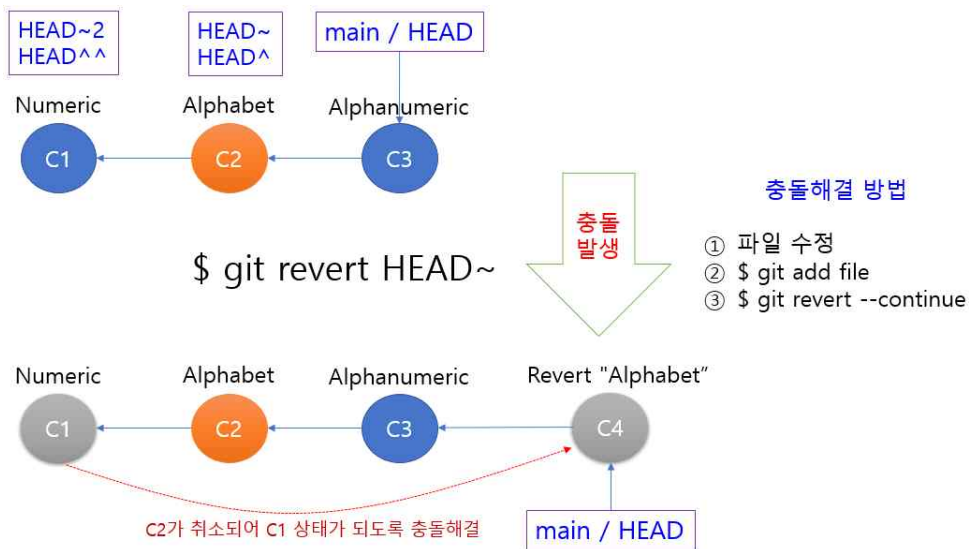 HEAD~2
HEAD^^
HEAD~
HEAD^
main / HEAD
Numeric
Alphabet
Alphanumeric
C1
C2
C3
충돌
발생
충돌해결 방법
① 파일 수정
② $ git add file
③ $ git revert --continue
$ git revert HEAD~
Numeric
Alphabet
Alphanumeric
Revert "Alphabet”
C1
C2
C3
C4
C2가 취소되어 C1 상태가 되도록 충돌해결
main / HEAD